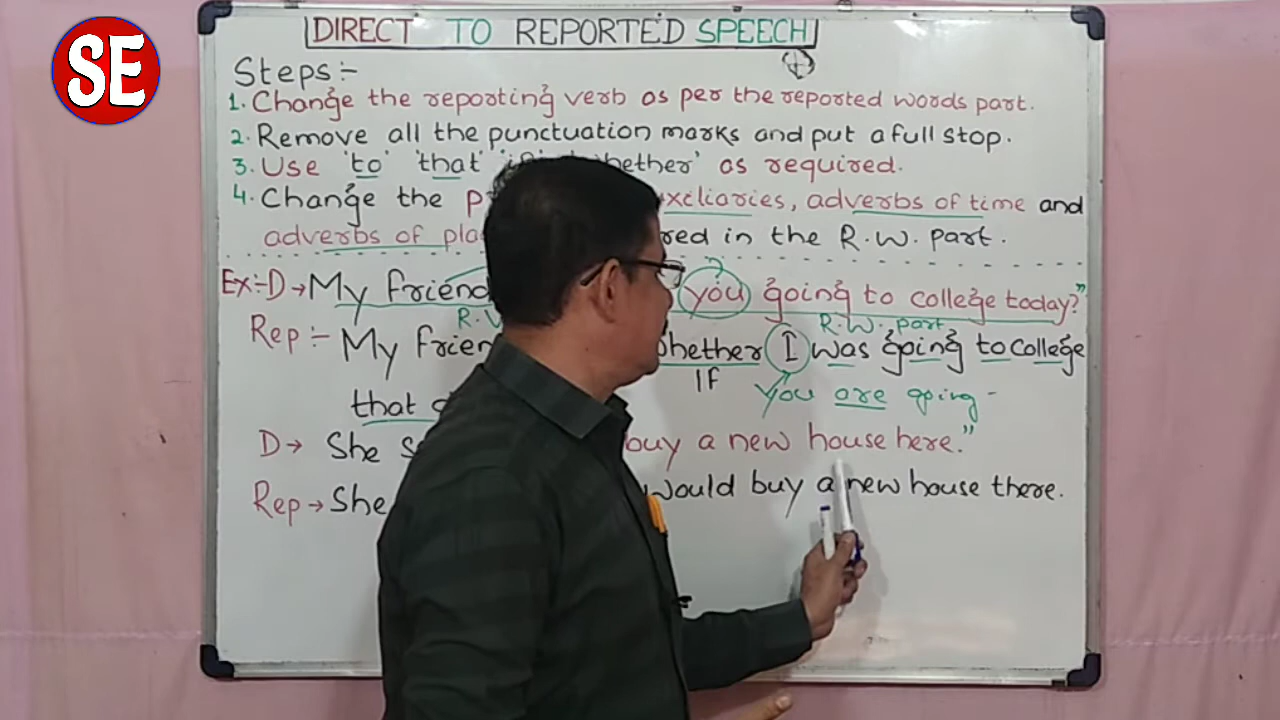 SE
DIRECT TO REPORTED SPEECH
Steps:-
1. Change the reporting verb as per the reported words part.
2. Remove all the punctuation marks and put a full stop.
3. Use 'to' 'that' as required.
4. Change the auxiliaries, adverbs of time and
adverbs of in the R.W. part.
Ex:-D→ My friend you going to college today?"
R.W. part
Rep:- My whether I was going to college
If
that you are going -
D→ She buy a new house here."
Rep→ She would buy a new house there.